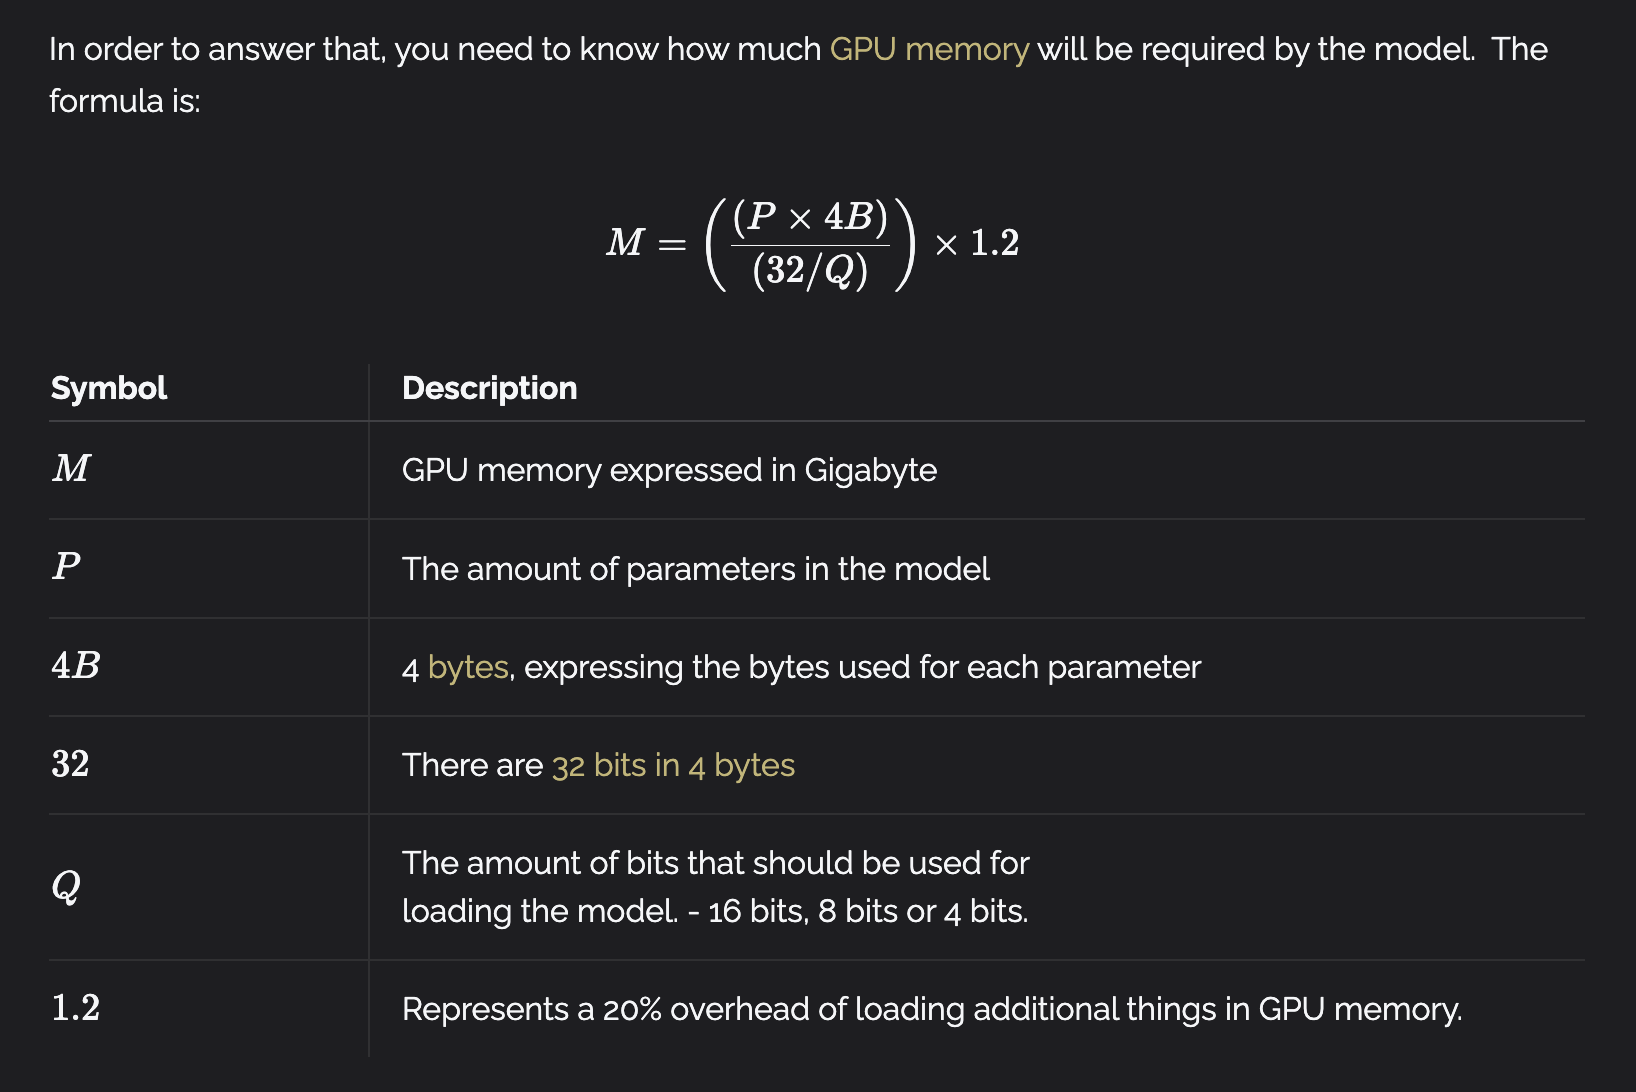 In order to answer that, you need to know how much GPU memory will be required by the model. The
formula is:
M = ((P × 4B) / (32/Q)) × 1.2
Symbol Description
M GPU memory expressed in Gigabyte
P The amount of parameters in the model
4B 4 bytes, expressing the bytes used for each parameter
32 There are 32 bits in 4 bytes
Q The amount of bits that should be used for
loading the model. - 16 bits, 8 bits or 4 bits.
1.2 Represents a 20% overhead of loading additional things in GPU memory.